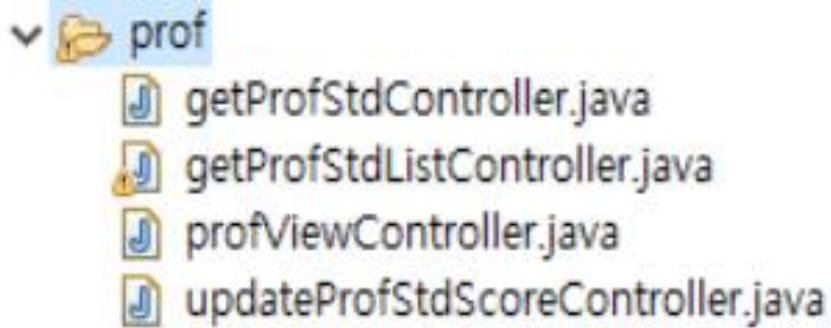 prof
getProfStdController.java
getProfStdListController.java
profViewController.java
updateProfStdScoreController.java